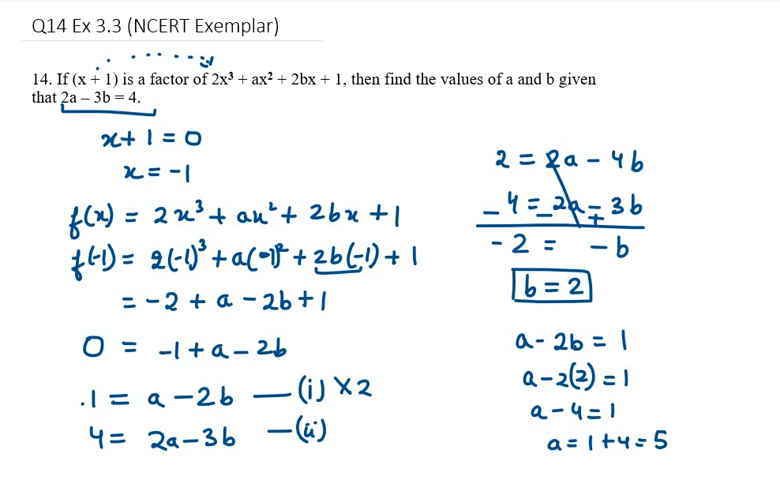 Q14 Ex 3.3 (NCERT Exemplar)
14. If (x + 1) is a factor of 2x³ + ax² + 2bx + 1, then find the values of a and b given
that 2a – 3b = 4.
x + 1 = 0
x = -1
f(x) = 2x³ + ax² + 2bx + 1
f(-1) = 2(-1)³ + a(-1)² + 2b(-1) + 1
= -2 + a - 2b + 1
0 = -1 + a - 2b
.1 = a - 2b — (i) X 2
4 = 2a - 3b — (ii)
2 = 2a - 4b
- 4 = - 2a - + 3b
- 2 = - b
b = 2
a - 2b = 1
a - 2(2) = 1
a - 4 = 1
a = 1 + 4 = 5